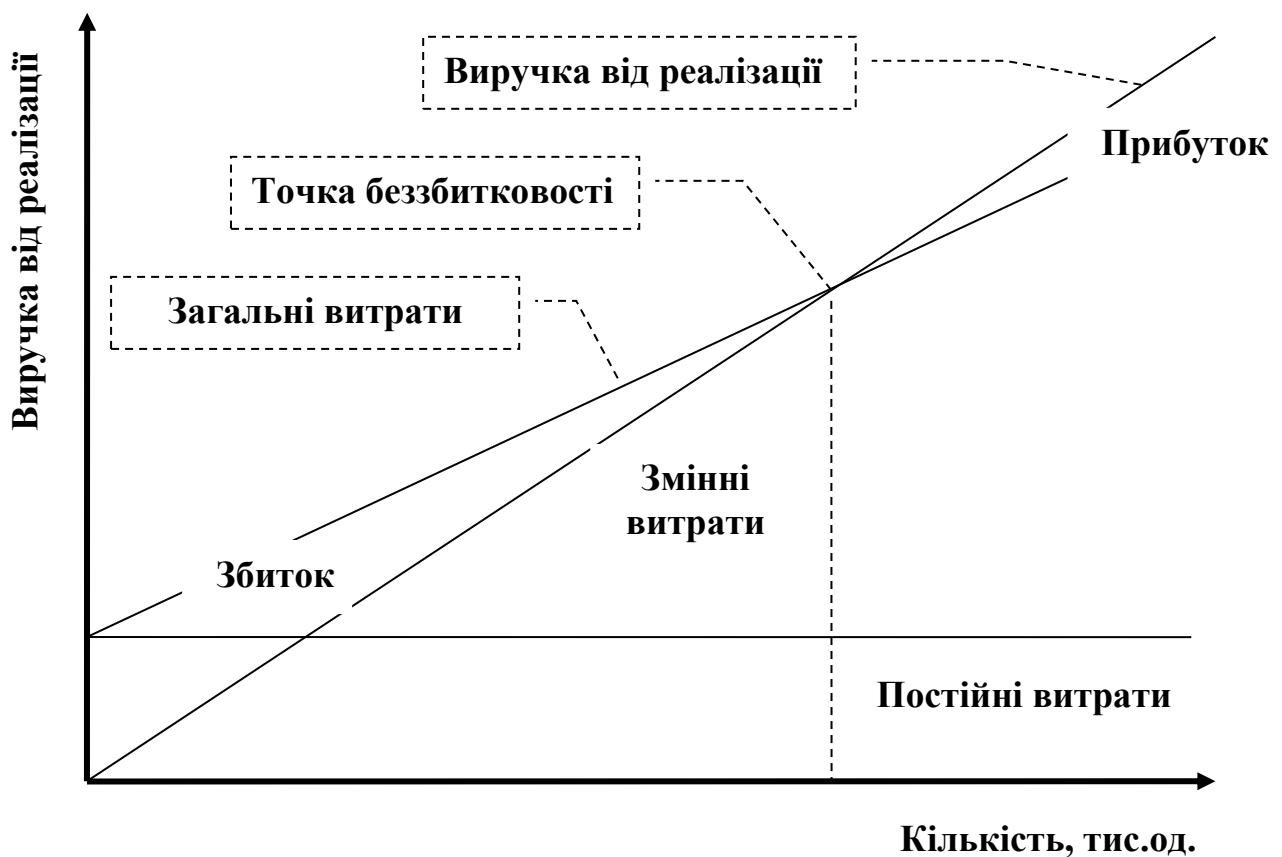 Виручка від реалізації
Виручка від реалізації
Прибуток
Точка беззбитковості
Загальні витрати
Змінні
витрати
Збиток
Постійні витрати
Кількість, тис.од.